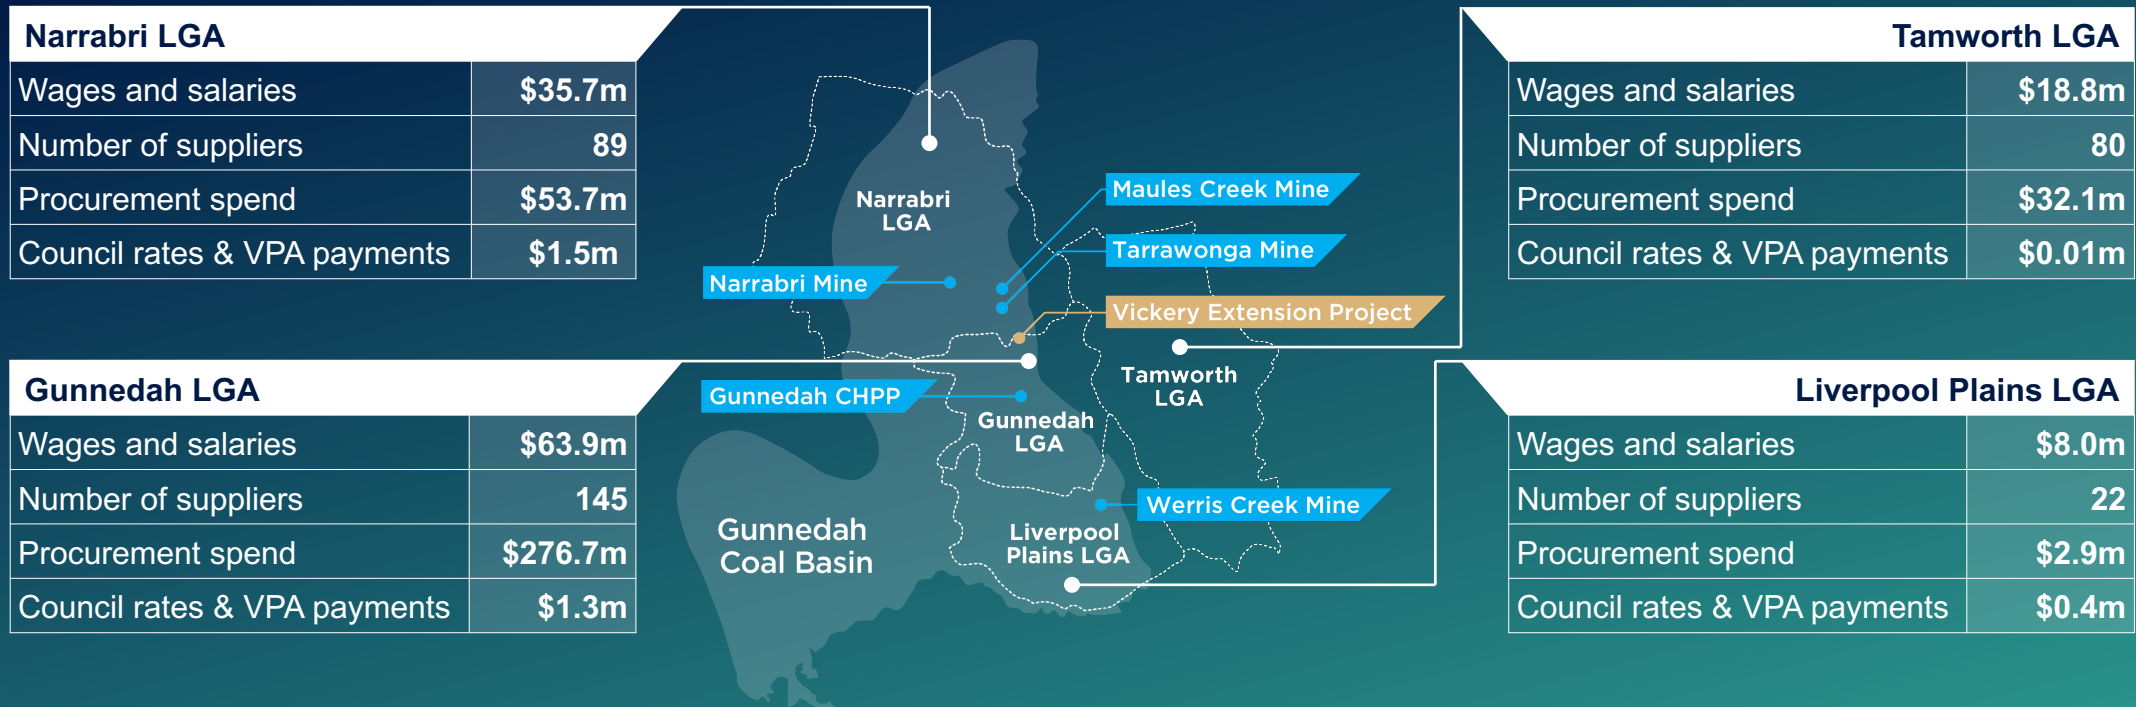 Narrabri LGA
Wages and salaries $35.7m
Number of suppliers 89
Procurement spend $53.7m
Council rates & VPA payments $1.5m
Tamworth LGA
Wages and salaries $18.8m
Number of suppliers 80
Procurement spend $32.1m
Council rates & VPA payments $0.01m
Narrabri
LGA
Maules Creek Mine
Tarrawonga Mine
Narrabri Mine
Vickery Extension Project
Tamworth
LGA
Gunnedah CHPP
Gunnedah
LGA
Werris Creek Mine
Gunnedah
Coal Basin
Liverpool
Plains LGA
Gunnedah LGA
Wages and salaries $63.9m
Number of suppliers 145
Procurement spend $276.7m
Council rates & VPA payments $1.3m
Liverpool Plains LGA
Wages and salaries $8.0m
Number of suppliers 22
Procurement spend $2.9m
Council rates & VPA payments $0.4m